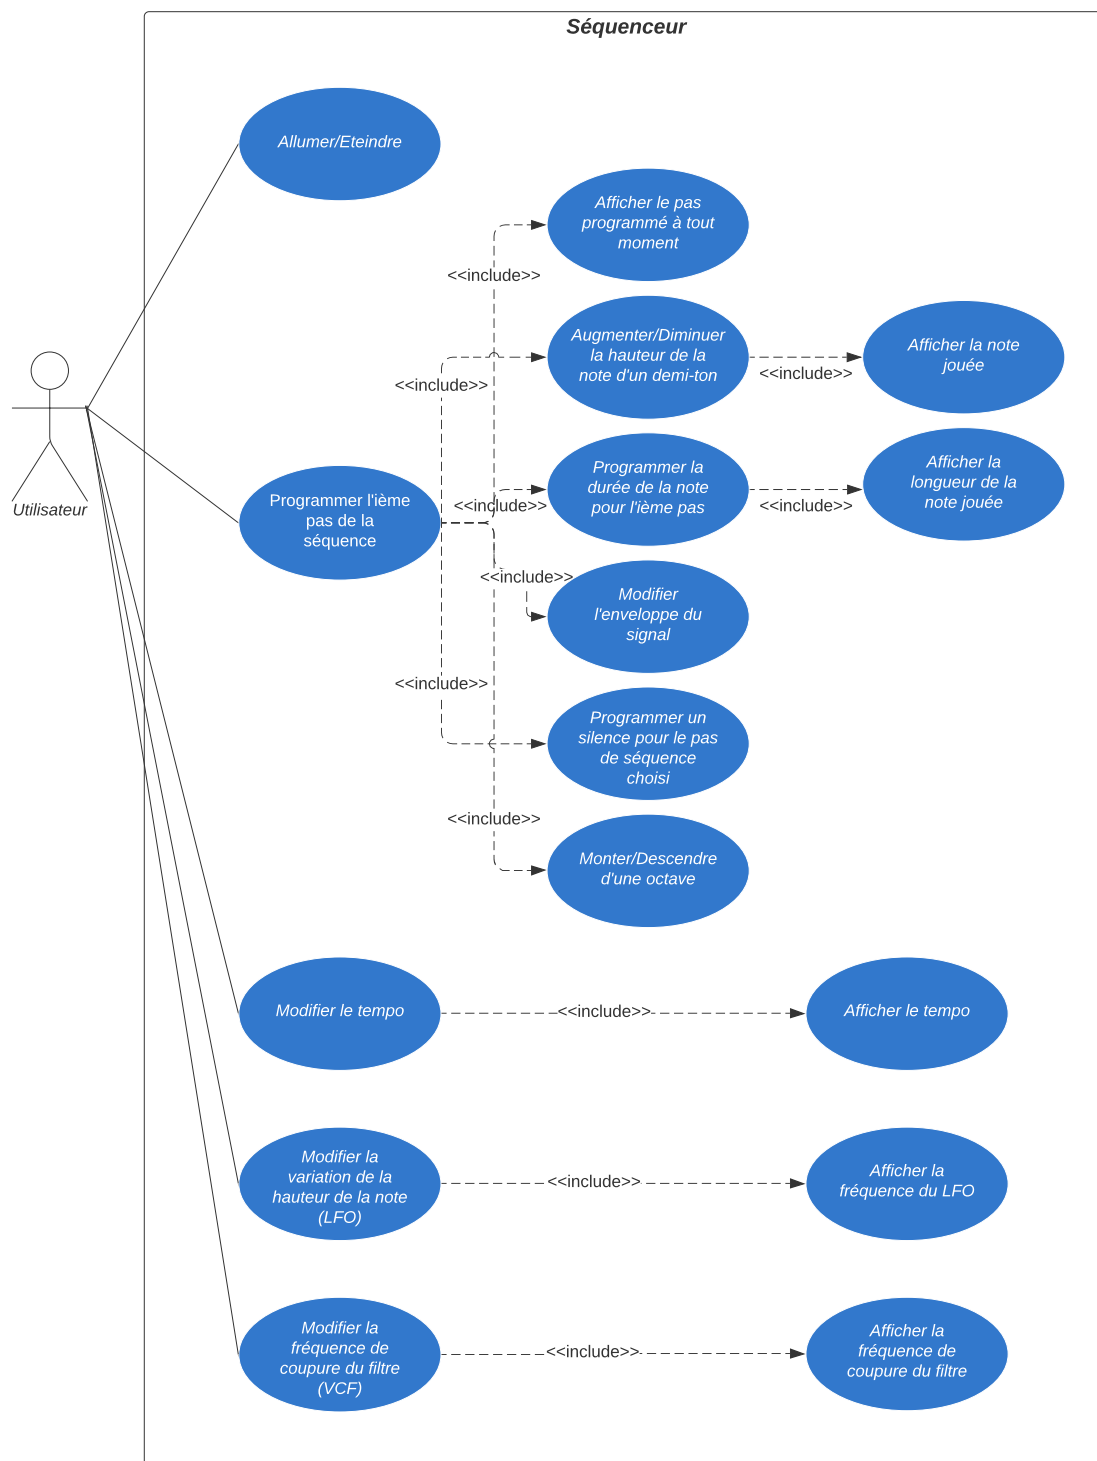 Séquenceur
Allumer/Eteindre
Afficher le pas
programmé à tout
moment
<<include>>
Augmenter/Diminuer
la hauteur de la
note d'un demi-ton
<<include>>
Afficher la note
jouée
<<include>>
Utilisateur
Programmer l'ième
pas de la
séquence
<<include>>
Programmer la
durée de la note
pour l'ième pas
<<include>>
Afficher la
longueur de la
note jouée
<<include>>
Modifier
l'enveloppe du
signal
<<include>>
Programmer un
silence pour le pas
de séquence
choisi
<<include>>
Monter/Descendre
d'une octave
Modifier le tempo
<<include>>
Afficher le tempo
Modifier la
variation de la
hauteur de la note
(LFO)
<<include>>
Afficher la
fréquence du LFO
Modifier la
fréquence de
coupure du filtre
(VCF)
<<include>>
Afficher la
fréquence de
coupure du filtre